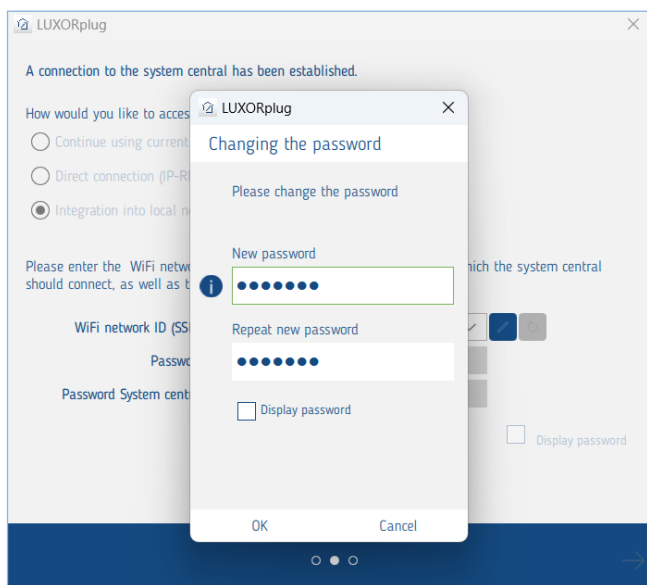 LUXORplug
A connection to the system central has been established.
How would you like to acces
Continue using current
Direct connection (IP-R
Integration into local n
Please enter the WiFi netwo
hich the system central
should connect, as well as t
WiFi network ID (SS
Passwo
Password System cent
Display password
LUXORplug
Changing the password
Please change the password
New password
●●●●●●●
Repeat new password
●●●●●●●
Display password
OK Cancel